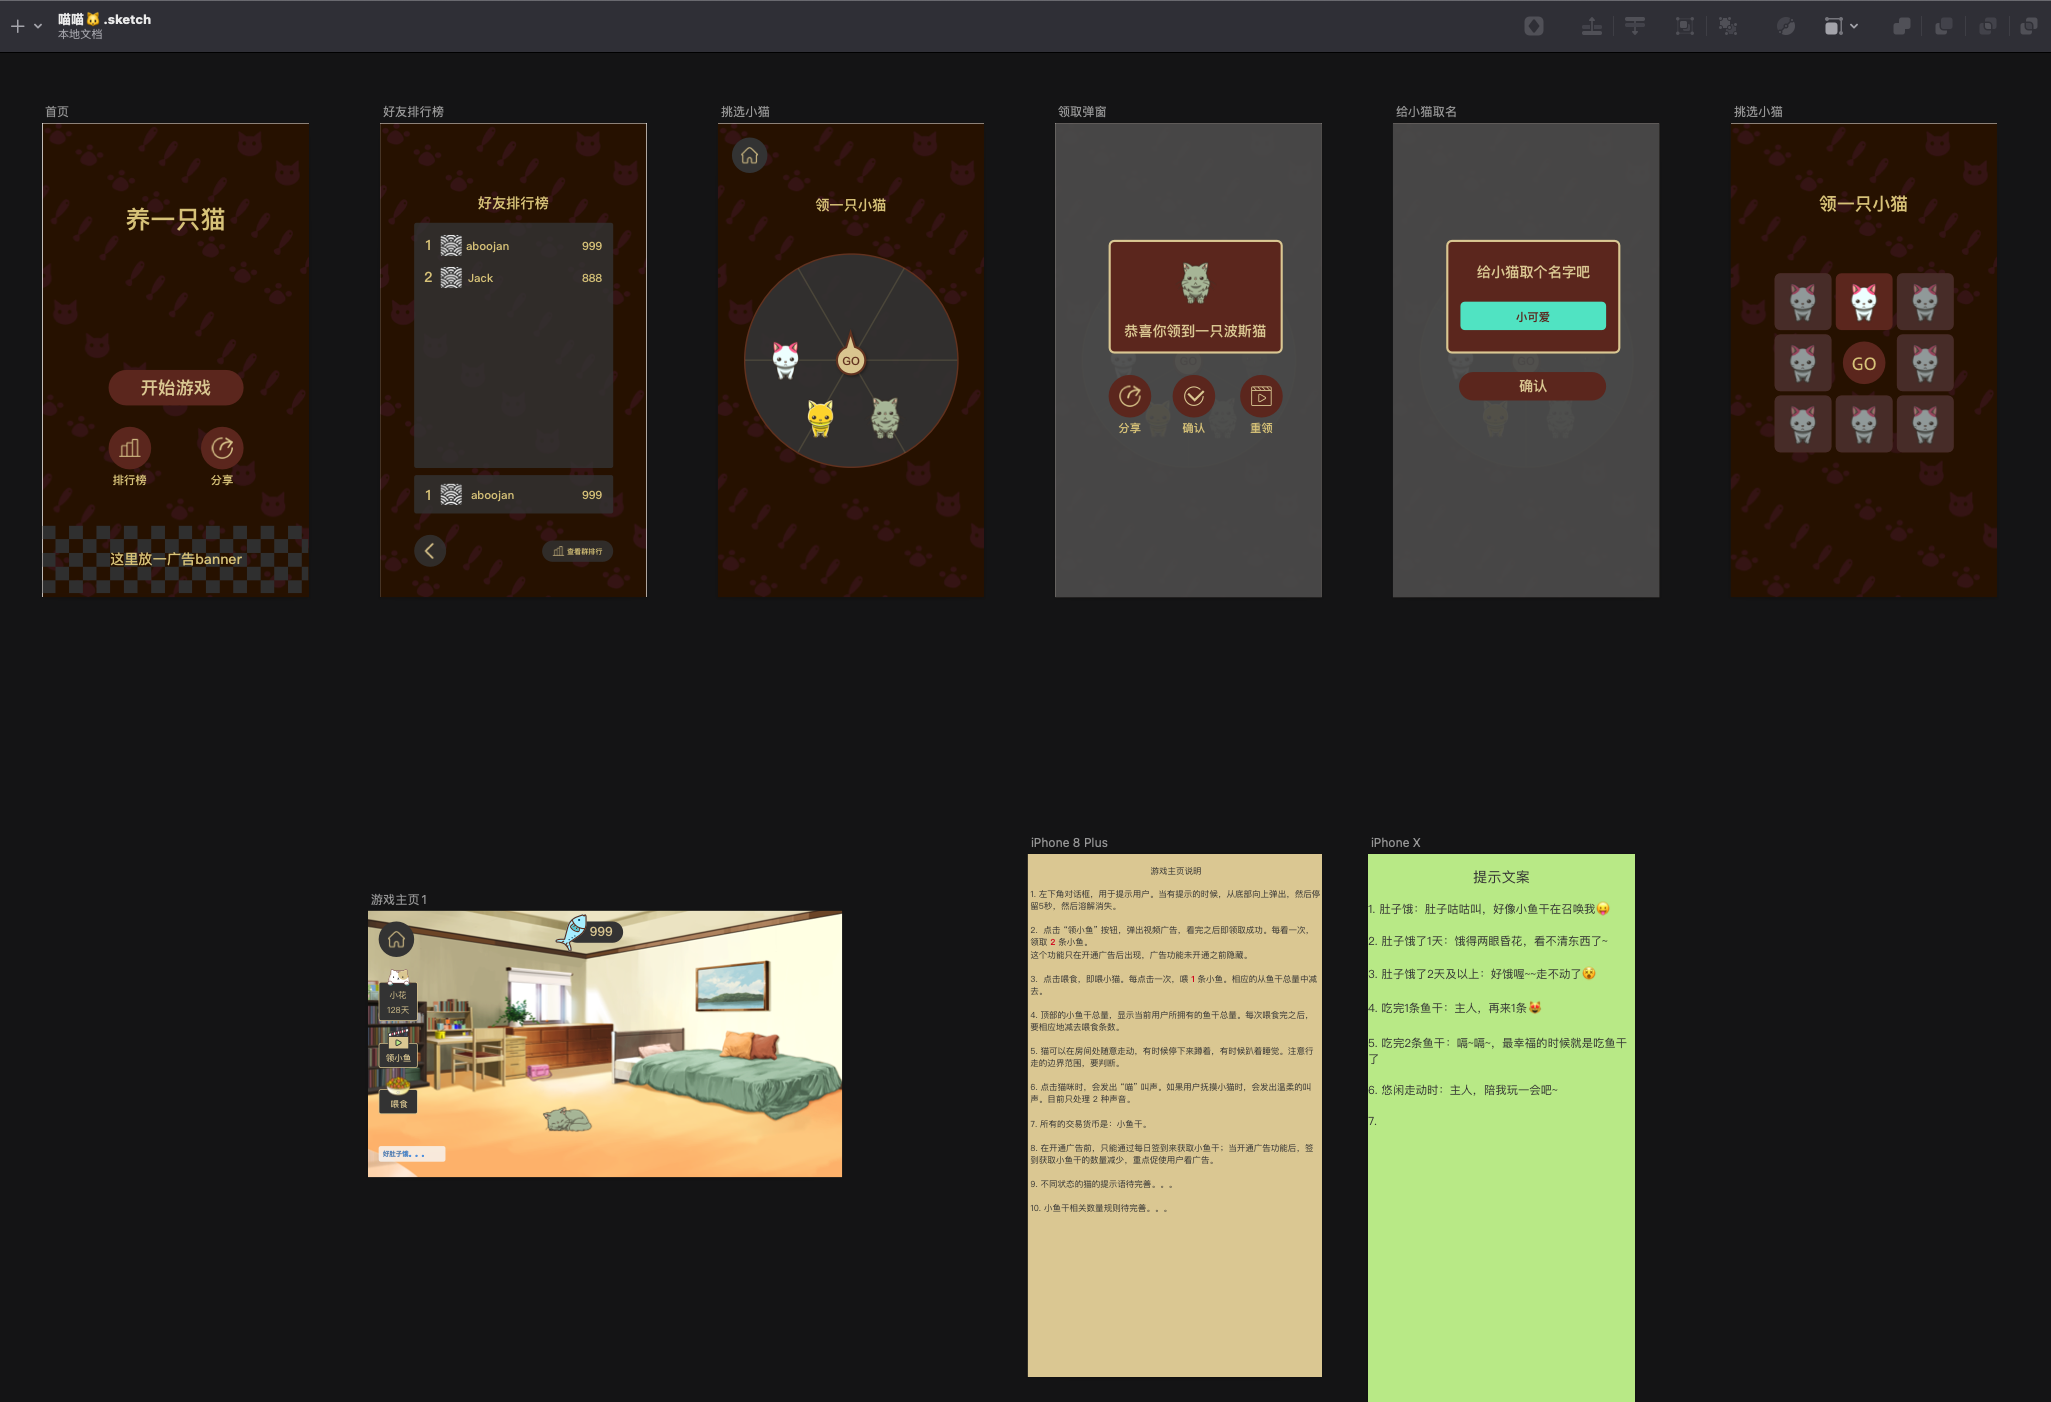 喵喵🐱.sketch
本地文档
首页
养一只猫
开始游戏
排行榜
分享
这里放一广告banner
好友排行榜
好友排行榜
1 aboojan 999
2 Jack 888
1 aboojan 999
查看群排行
挑选小猫
领一只小猫
GO
领取弹窗
恭喜你领到一只波斯猫
分享
确认
重领
给小猫取名
给小猫取个名字吧
小可爱
确认
挑选小猫
领一只小猫
GO
游戏主页1
999
小花
128天
领小鱼
喂食
好肚子饿。。。
iPhone 8 Plus
游戏主页说明
1. 左下角对话框，用于提示用户。当有提示的时候，从底部向上弹出，然后停
留5秒，然后溶解消失。
2. 点击“领小鱼”按钮，弹出视频广告，看完之后即领取成功。每看一次，
领取 2 条小鱼。
这个功能只在开通广告后出现，广告功能未开通之前隐藏。
3. 点击喂食，即喂小猫。每点击一次，喂 1 条小鱼。相应的从鱼干总量中减
去。
4. 顶部的小鱼干总量，显示当前用户所拥有的鱼干总量。每次喂食完之后，
要相应地减去喂食条数。
5. 猫可以在房间处随意走动，有时候停下来蹲着，有时候趴着睡觉。注意行
走的边界范围，要判断。
6. 点击猫咪时，会发出“喵”叫声。如果用户抚摸小猫时，会发出温柔的叫
声。目前只处理 2 种声音。
7. 所有的交易货币是：小鱼干。
8. 在开通广告前，只能通过每日签到来获取小鱼干；当开通广告功能后，签
到获取小鱼干的数量减少，重点促使用户看广告。
9. 不同状态的猫的提示语待完善。。。
10. 小鱼干相关数量规则待完善。。。
iPhone X
提示文案
1. 肚子饿：肚子咕咕叫，好像小鱼干在召唤我😛
2. 肚子饿了1天：饿得两眼昏花，看不清东西了~
3. 肚子饿了2天及以上：好饿喔~~走不动了😵
4. 吃完1条鱼干：主人，再来1条😻
5. 吃完2条鱼干：嗝~嗝~，最幸福的时候就是吃鱼干
了
6. 悠闲走动时：主人，陪我玩一会吧~
7.